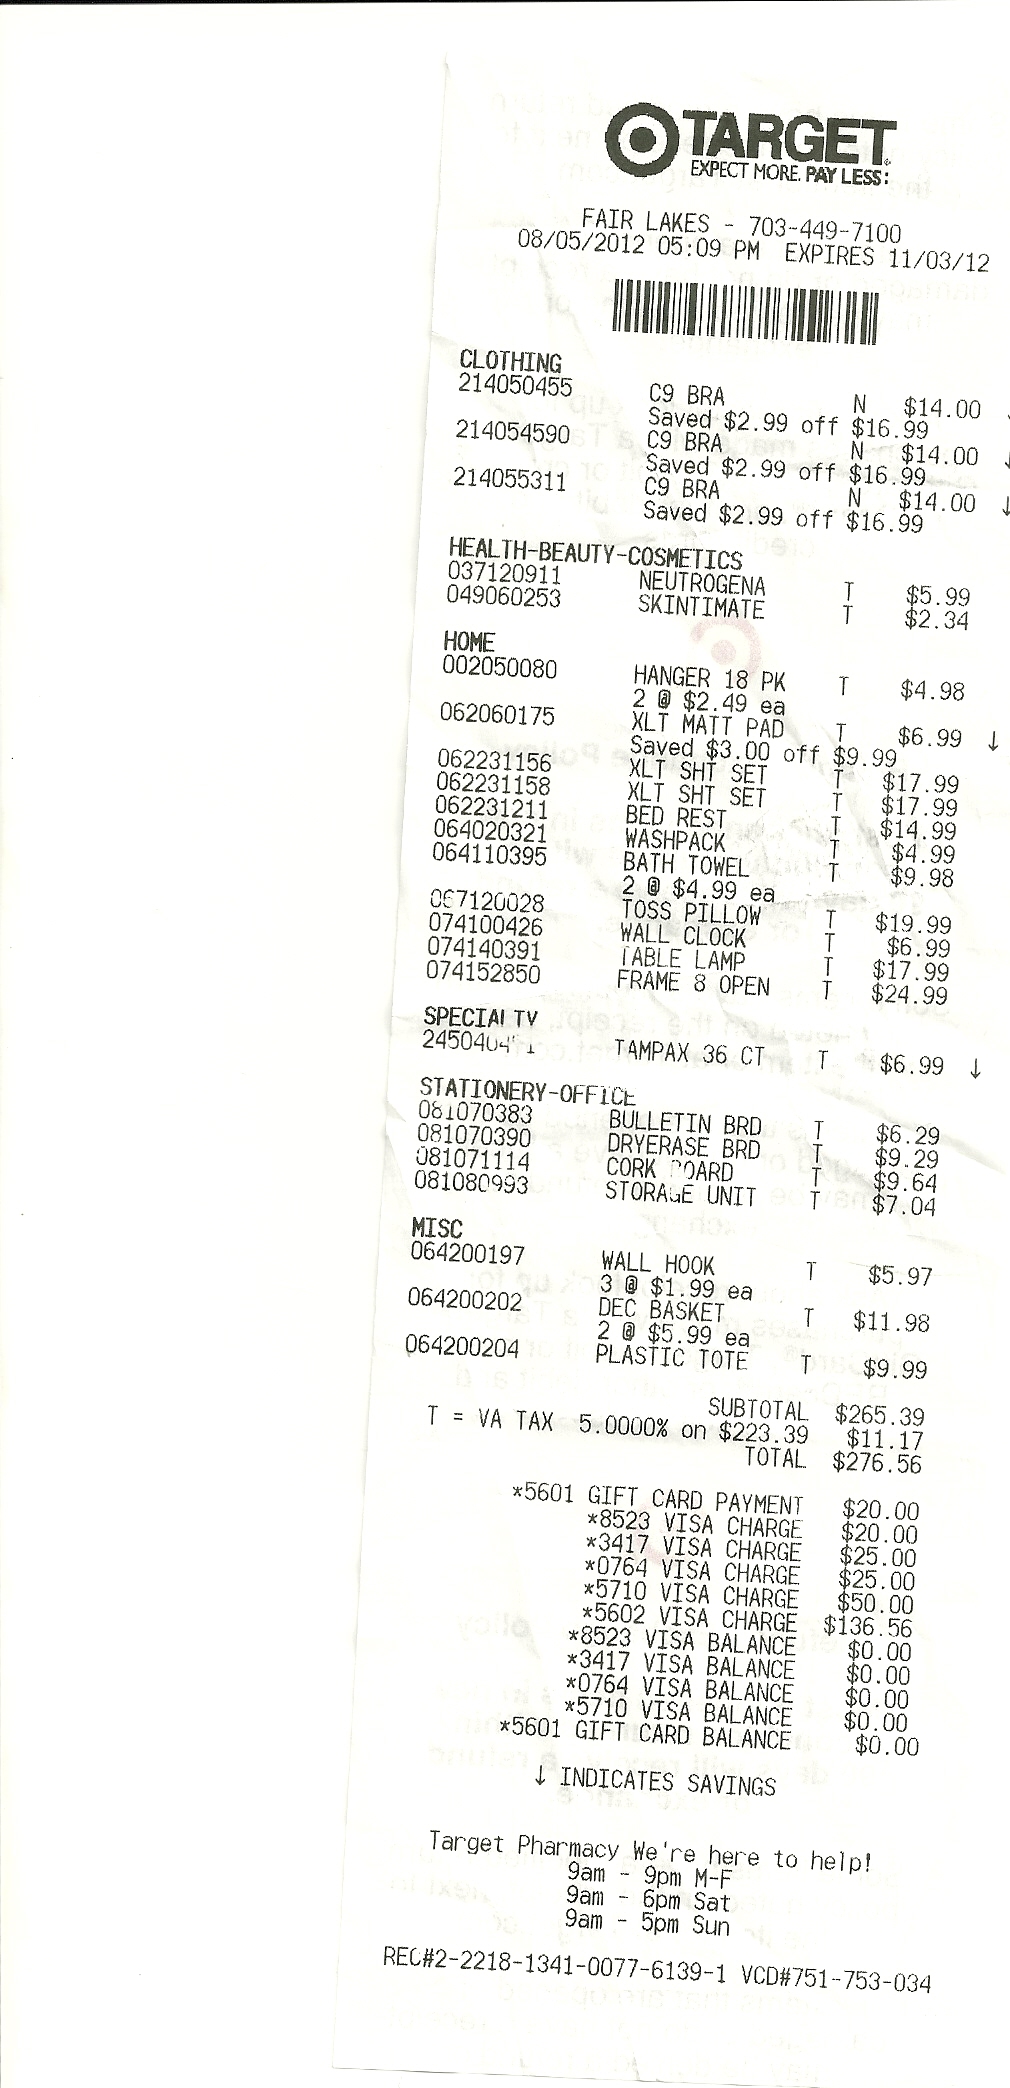 TARGET
EXPECT MORE. PAY LESS:
FAIR LAKES - 703-449-7100
08/05/2012 05:09 PM EXPIRES 11/03/12
CLOTHING
214050455 C9 BRA N $14.00 ↓
Saved $2.99 off $16.99
214054590 C9 BRA N $14.00 ↓
Saved $2.99 off $16.99
214055311 C9 BRA N $14.00 ↓
Saved $2.99 off $16.99
HEALTH-BEAUTY-COSMETICS
037120911 NEUTROGENA T $5.99
049060253 SKINTIMATE T $2.34
HOME
002050080 HANGER 18 PK T $4.98
2 @ $2.49 ea
062060175 XLT MATT PAD T $6.99 ↓
Saved $3.00 off $9.99
062231156 XLT SHT SET T $17.99
062231158 XLT SHT SET T $17.99
062231211 BED REST T $14.99
064020321 WASHPACK T $4.99
064110395 BATH TOWEL T $9.98
2 @ $4.99 ea
067120028 TOSS PILLOW T $19.99
074100426 WALL CLOCK T $6.99
074140391 TABLE LAMP T $17.99
074152850 FRAME 8 OPEN T $24.99
SPECIALTY
TAMPAX 36 CT T $6.99 ↓
STATIONERY-OFFICE
081070383 BULLETIN BRD T $6.29
081070390 DRYERASE BRD T $9.29
081071114 CORK BOARD T $9.64
081080993 STORAGE UNIT T $7.04
MISC
064200197 WALL HOOK T $5.97
3 @ $1.99 ea
064200202 DEC BASKET T $11.98
2 @ $5.99 ea
064200204 PLASTIC TOTE T $9.99
SUBTOTAL $265.39
T = VA TAX 5.0000% on $223.39 $11.17
TOTAL $276.56
*5601 GIFT CARD PAYMENT $20.00
*8523 VISA CHARGE $20.00
*3417 VISA CHARGE $25.00
*0764 VISA CHARGE $25.00
*5710 VISA CHARGE $50.00
*5602 VISA CHARGE $136.56
*8523 VISA BALANCE $0.00
*3417 VISA BALANCE $0.00
*0764 VISA BALANCE $0.00
*5710 VISA BALANCE $0.00
*5601 GIFT CARD BALANCE $0.00
↓ INDICATES SAVINGS
Target Pharmacy We're here to help!
9am - 9pm M-F
9am - 6pm Sat
9am - 5pm Sun
REC#2-2218-1341-0077-6139-1 VCD#751-753-034